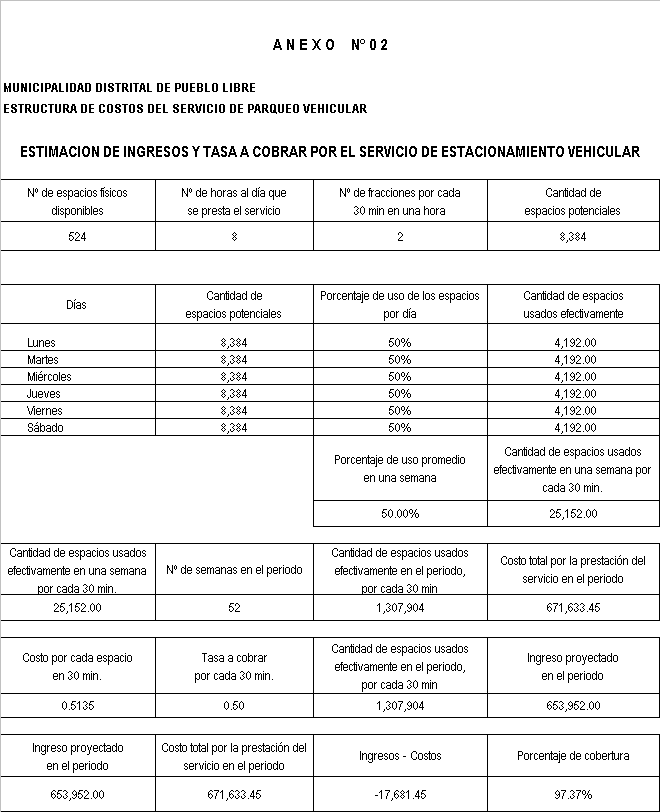 ANEXO N° 02
MUNICIPALIDAD DISTRITAL DE PUEBLO LIBRE
ESTRUCTURA DE COSTOS DEL SERVICIO DE PARQUEO VEHICULAR
ESTIMACION DE INGRESOS Y TASA A COBRAR POR EL SERVICIO DE ESTACIONAMIENTO VEHICULAR
Nº de espacios físicos Nº de horas al día que Nº de fracciones por cada Cantidad de
disponibles se presta el servicio 30 min en una hora espacios potenciales
524 8 2 8,384
Días Cantidad de Porcentaje de uso de los espacios Cantidad de espacios
espacios potenciales por día usados efectivamente
Lunes 8,384 50% 4,192.00
Martes 8,384 50% 4,192.00
Miércoles 8,384 50% 4,192.00
Jueves 8,384 50% 4,192.00
Viernes 8,384 50% 4,192.00
Sábado 8,384 50% 4,192.00
Porcentaje de uso promedio Cantidad de espacios usados
en una semana efectivamente en una semana por
cada 30 min.
50.00% 25,152.00
Cantidad de espacios usados Nº de semanas en el periodo Cantidad de espacios usados Costo total por la prestación del
efectivamente en una semana efectivamente en el periodo, servicio en el periodo
por cada 30 min. por cada 30 min
25,152.00 52 1,307,904 671,633.45
Costo por cada espacio Tasa a cobrar Cantidad de espacios usados Ingreso proyectado
en 30 min. por cada 30 min. efectivamente en el periodo, en el periodo
por cada 30 min
0.5135 0.50 1,307,904 653,952.00
Ingreso proyectado Costo total por la prestación del Ingresos - Costos Porcentaje de cobertura
en el periodo servicio en el periodo
653,952.00 671,633.45 -17,681.45 97.37%